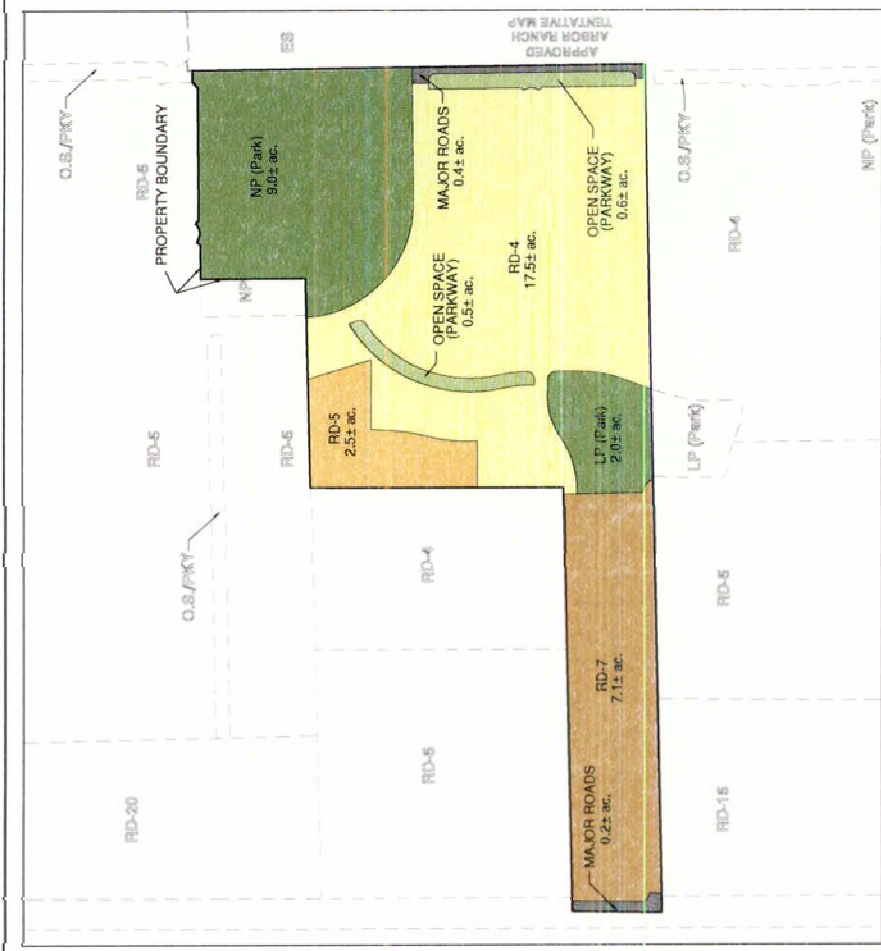 O.S./PKY
RD-5
PROPERTY BOUNDARY
ES
APPROVED
ARBOR RANCH
TENTATIVE MAP
NP (Park)
9.0± ac.
NP
MAJOR ROADS
0.4± ac.
OPEN SPACE
(PARKWAY)
0.6± ac.
O.S./PKY
NP (Park)
RD-4
17.5± ac.
OPEN SPACE
(PARKWAY)
0.5± ac.
RD-4
RD-5
RD-5
RD-5
2.5± ac.
LP (Park)
2.0± ac.
LP (Park)
O.S./PKY
RD-4
RD-5
RD-7
7.1± ac.
RD-5
RD-20
MAJOR ROADS
0.2± ac.
RD-15